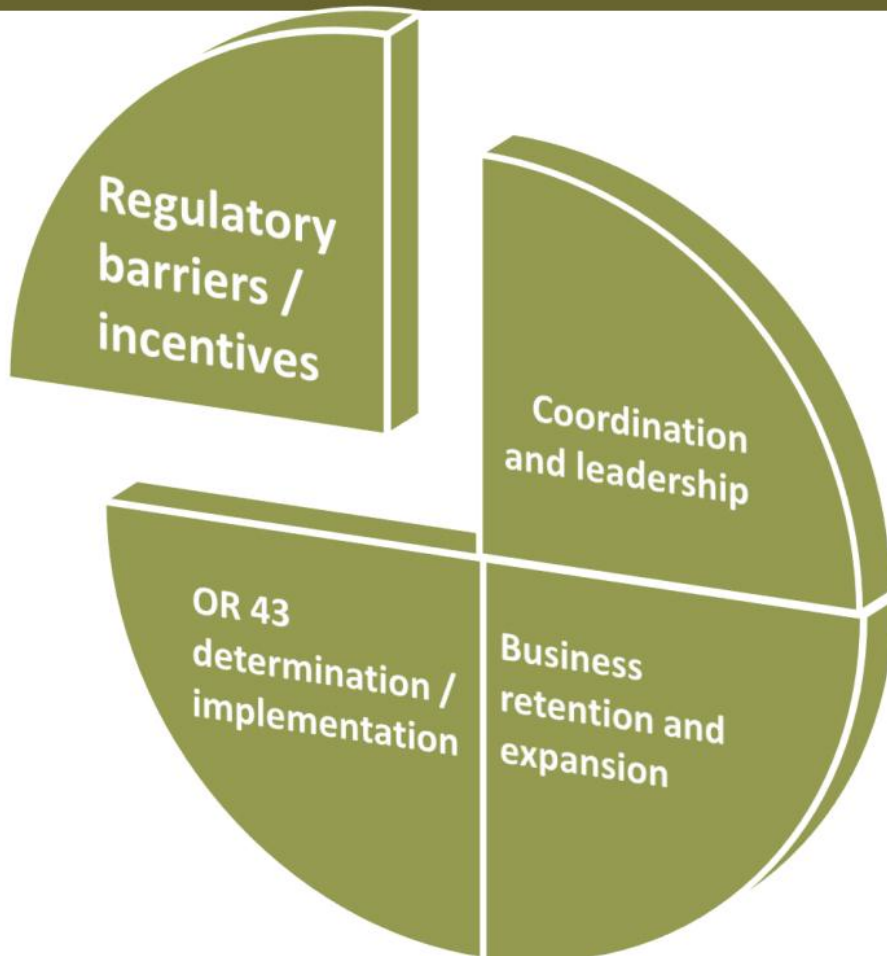 Regulatory
barriers /
incentives
Coordination
and leadership
OR 43
determination /
implementation
Business
retention and
expansion